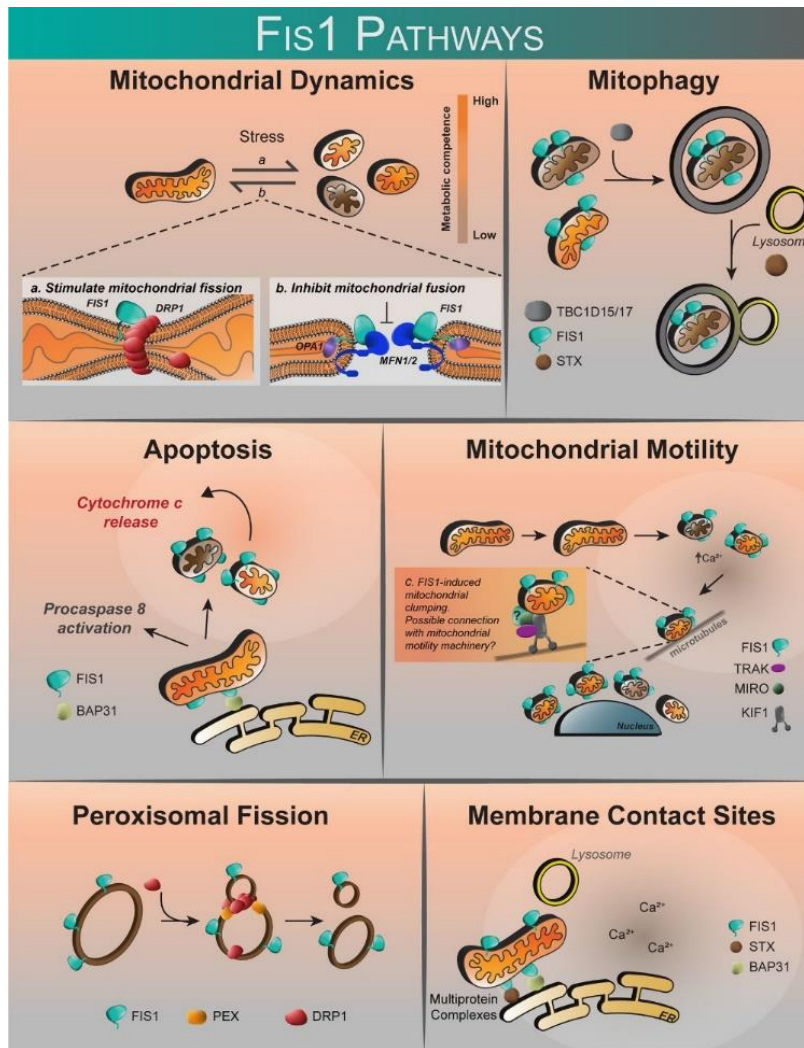 FIS1 PATHWAYS
Mitochondrial Dynamics
Stress
a
b
Metabolic competence
High
Low
a. Stimulate mitochondrial fission
FIS1
DRP1
b. Inhibit mitochondrial fusion
FIS1
OPA1
MFN1/2
Mitophagy
Lysosom
TBC1D15/17
FIS1
STX
Apoptosis
Cytochrome c
release
Procaspase 8
activation
FIS1
BAP31
ER
Mitochondrial Motility
↑Ca²⁺
C. FIS1-induced
mitochondrial
clumping.
Possible connection
with mitochondrial
motility machinery?
?
microtubules
FIS1
TRAK
MIRO
KIF1
Nucleus
Peroxisomal Fission
FIS1
PEX
DRP1
Membrane Contact Sites
Lysosome
Ca²⁺
Ca²⁺
Ca²⁺
FIS1
STX
BAP31
Multiprotein
Complexes
ER